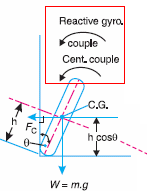 Reactive gyro.
couple
Cent. couple
C.G.
h
F_C
θ
h cosθ
W = m.g